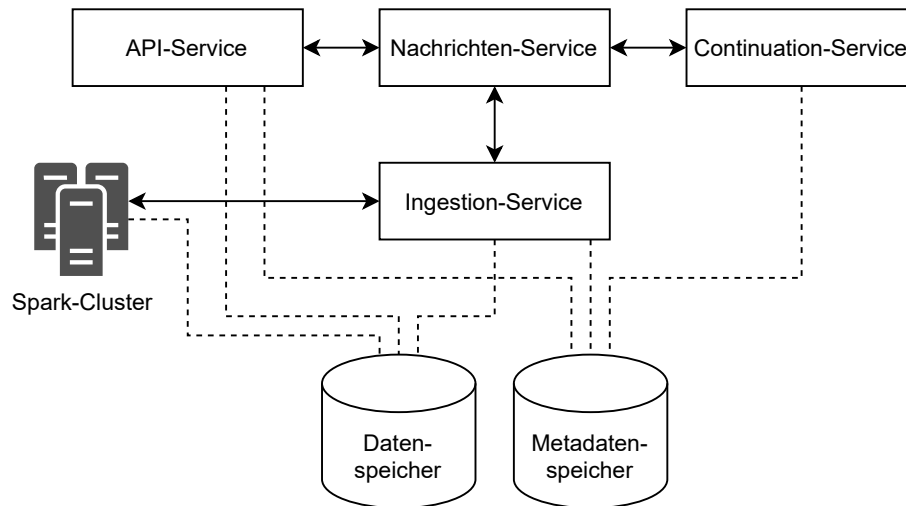 API-Service
Nachrichten-Service
Continuation-Service
Ingestion-Service
Spark-Cluster
Daten-
speicher
Metadaten-
speicher